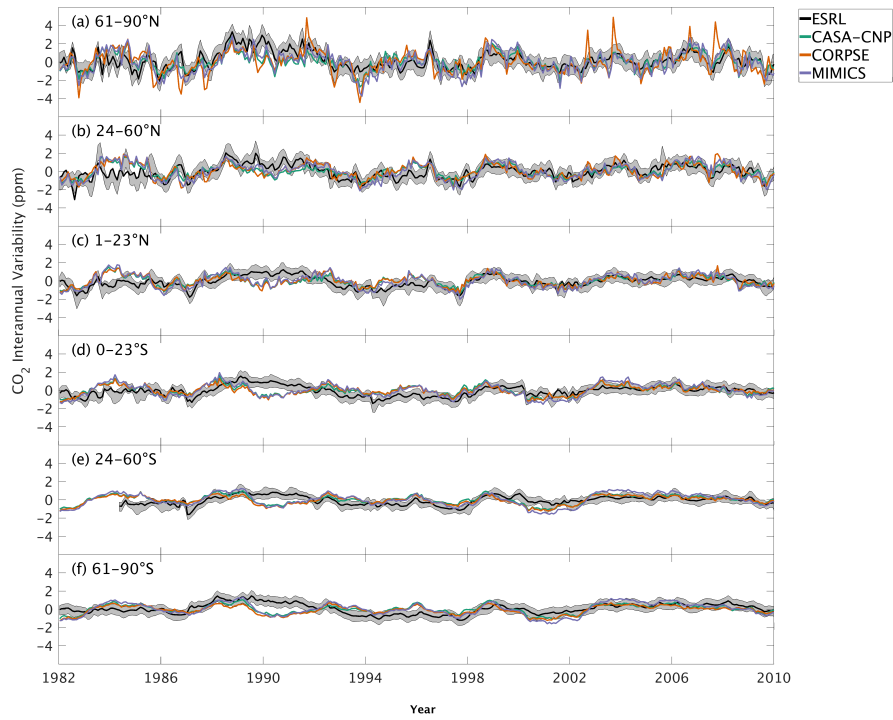 ESRL
CASA-CNP
CORPSE
MIMICS
CO2 Interannual Variability (ppm)
(a) 61–90°N
4
2
0
−2
−4
(b) 24–60°N
4
2
0
−2
−4
(c) 1–23°N
4
2
0
−2
−4
(d) 0–23°S
4
2
0
−2
−4
(e) 24–60°S
4
2
0
−2
−4
(f) 61–90°S
4
2
0
−2
−4
1982 1986 1990 1994 1998 2002 2006 2010
Year